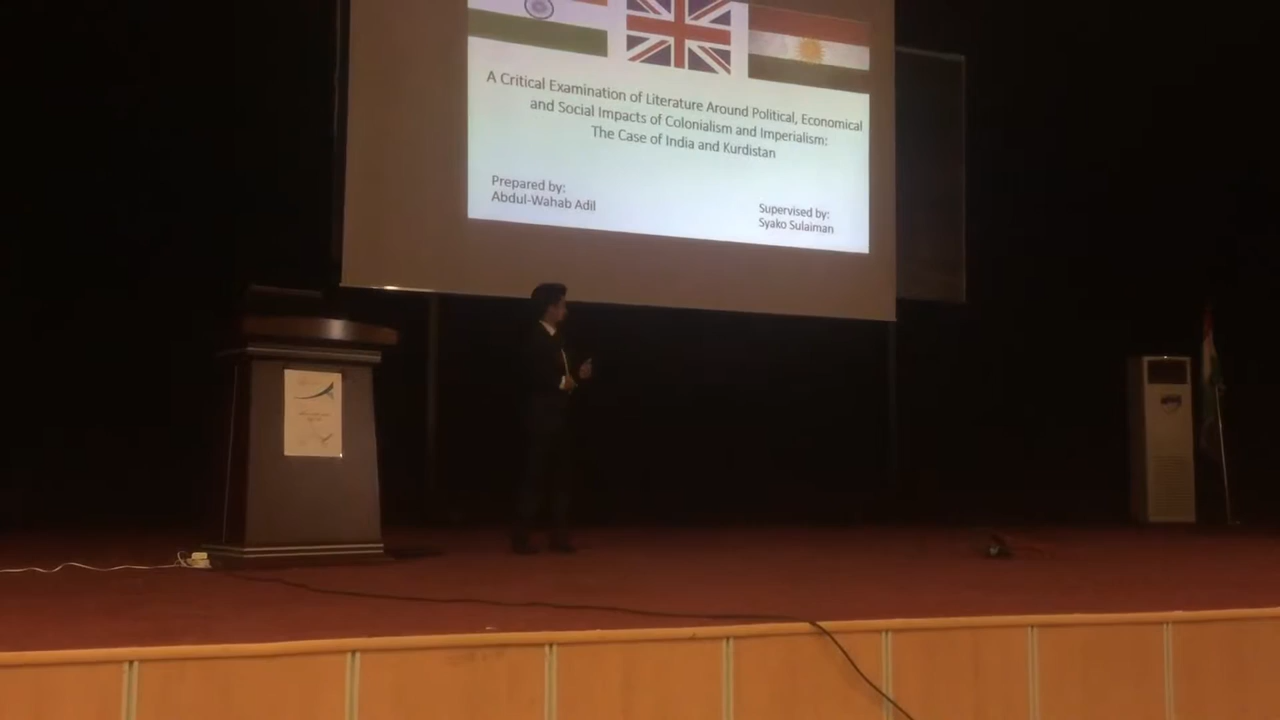 A Critical Examination of Literature Around Political, Economical
and Social Impacts of Colonialism and Imperialism:
The Case of India and Kurdistan
Prepared by:
Abdul-Wahab Adil
Supervised by:
Syako Sulaiman